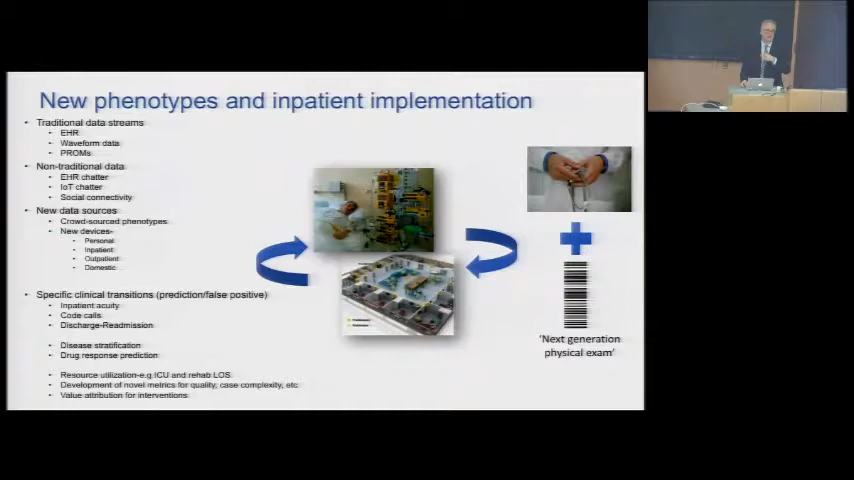 New phenotypes and inpatient implementation
• Traditional data streams
• EHR
• Waveform data
• PROMs
• Non-traditional data
• EHR chatter
• IoT chatter
• Social connectivity
• New data sources
• Crowd-sourced phenotypes
• New devices-
• Personal
• Inpatient
• Outpatient
• Domestic
• Specific clinical transitions (prediction/false positive)
• Inpatient acuity
• Code calls
• Discharge-Readmission
• Disease stratification
• Drug response prediction
• Resource utilization-e.g ICU and rehab LOS
• Development of novel metrics for quality, case complexity, etc
• Value attribution for interventions
'Next generation
physical exam'